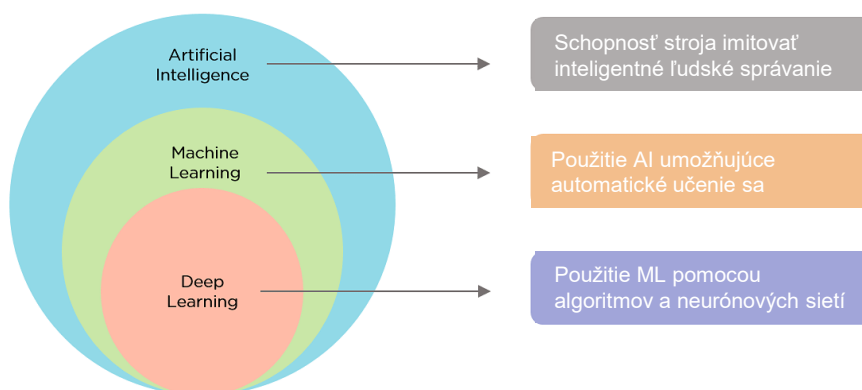 Artificial
Intelligence
Schopnosť stroja imitovať
inteligentné ľudské správanie
Machine
Learning
Použitie AI umožňujúce
automatické učenie sa
Deep
Learning
Použitie ML pomocou
algoritmov a neurónových sietí